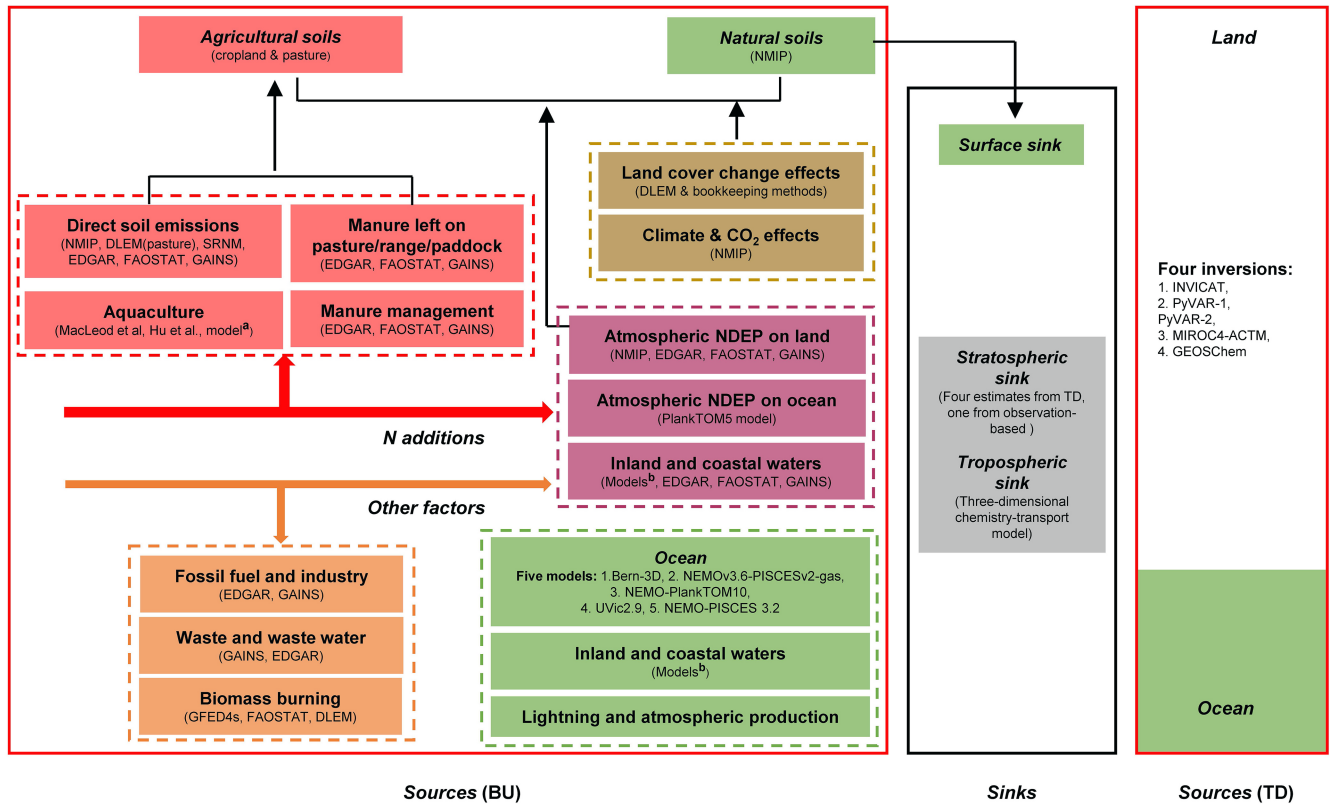 Agricultural soils
(cropland & pasture)
Natural soils
(NMIP)
Land cover change effects
(DLEM & bookkeeping methods)
Climate & CO2 effects
(NMIP)
Direct soil emissions
(NMIP, DLEM(pasture), SRNM,
EDGAR, FAOSTAT, GAINS)
Manure left on
pasture/range/paddock
(EDGAR, FAOSTAT, GAINS)
Aquaculture
(MacLeod et al, Hu et al., modelᵃ)
Manure management
(EDGAR, FAOSTAT, GAINS)
Atmospheric NDEP on land
(NMIP, EDGAR, FAOSTAT, GAINS)
Atmospheric NDEP on ocean
(PlankTOM5 model)
Inland and coastal waters
(Modelsᵇ, EDGAR, FAOSTAT, GAINS)
N additions
Other factors
Fossil fuel and industry
(EDGAR, GAINS)
Waste and waste water
(GAINS, EDGAR)
Biomass burning
(GFED4s, FAOSTAT, DLEM)
Ocean
Five models: 1.Bern-3D, 2. NEMOv3.6-PISCESv2-gas,
3. NEMO-PlankTOM10,
4. UVic2.9, 5. NEMO-PISCES 3.2
Inland and coastal waters
(Modelsᵇ)
Lightning and atmospheric production
Sources (BU)
Surface sink
Stratospheric
sink
(Four estimates from TD,
one from observation-
based )
Tropospheric
sink
(Three-dimensional
chemistry-transport
model)
Sinks
Land
Four inversions:
1. INVICAT,
2. PyVAR-1,
PyVAR-2,
3. MIROC4-ACTM,
4. GEOSChem
Ocean
Sources (TD)